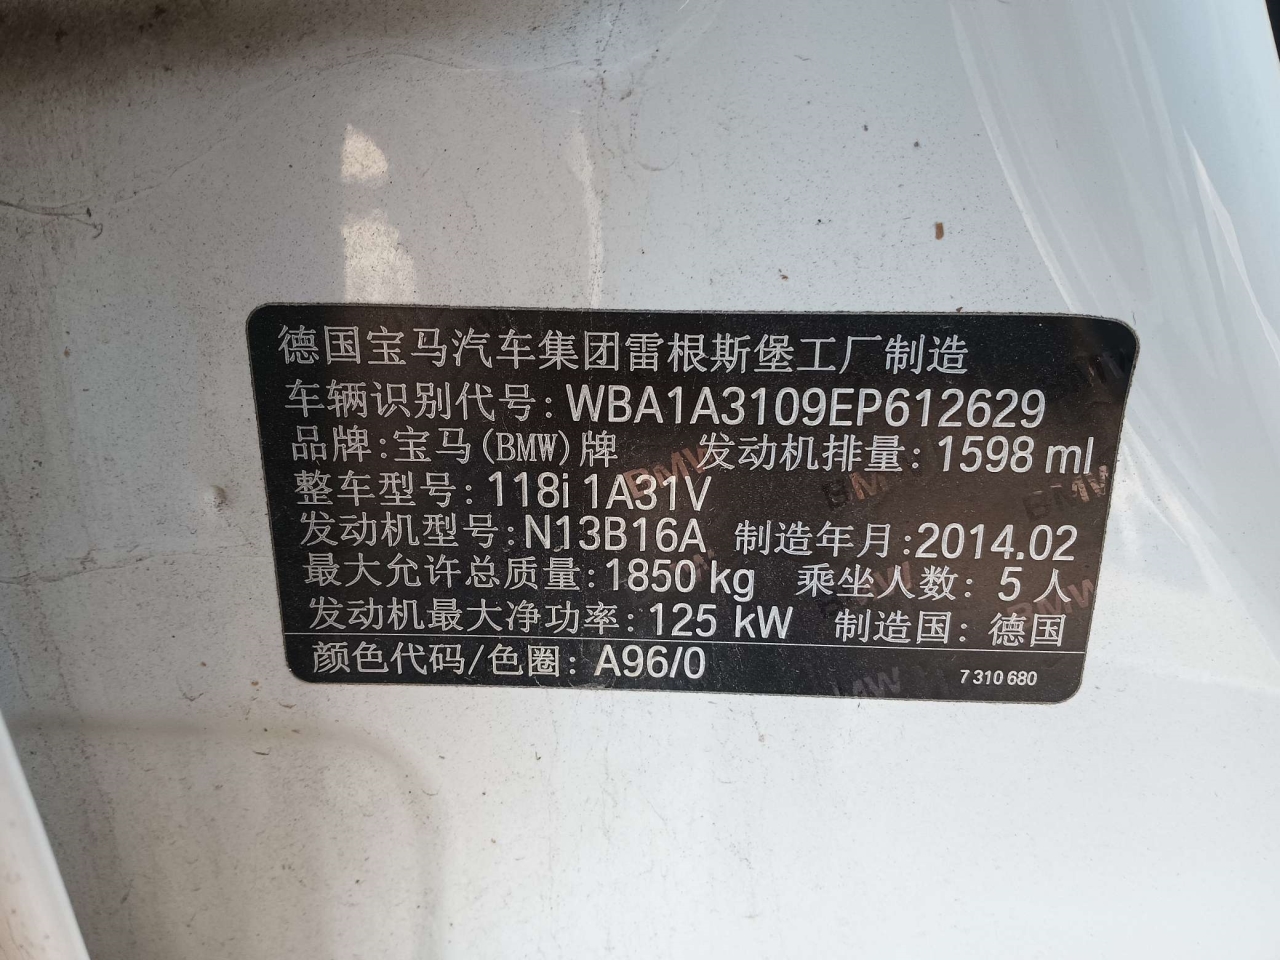 德国宝马汽车集团雷根斯堡工厂制造
车辆识别代号: WBA1A3109EP612629
品牌:宝马(BMW)牌 发动机排量: 1598 ml
整车型号: 118i 1A31V
发动机型号: N13B16A 制造年月:2014.02
最大允许总质量: 1850 kg 乘坐人数: 5 人
发动机最大净功率: 125 kW 制造国: 德国
颜色代码/色圈: A96/0 7 310 680